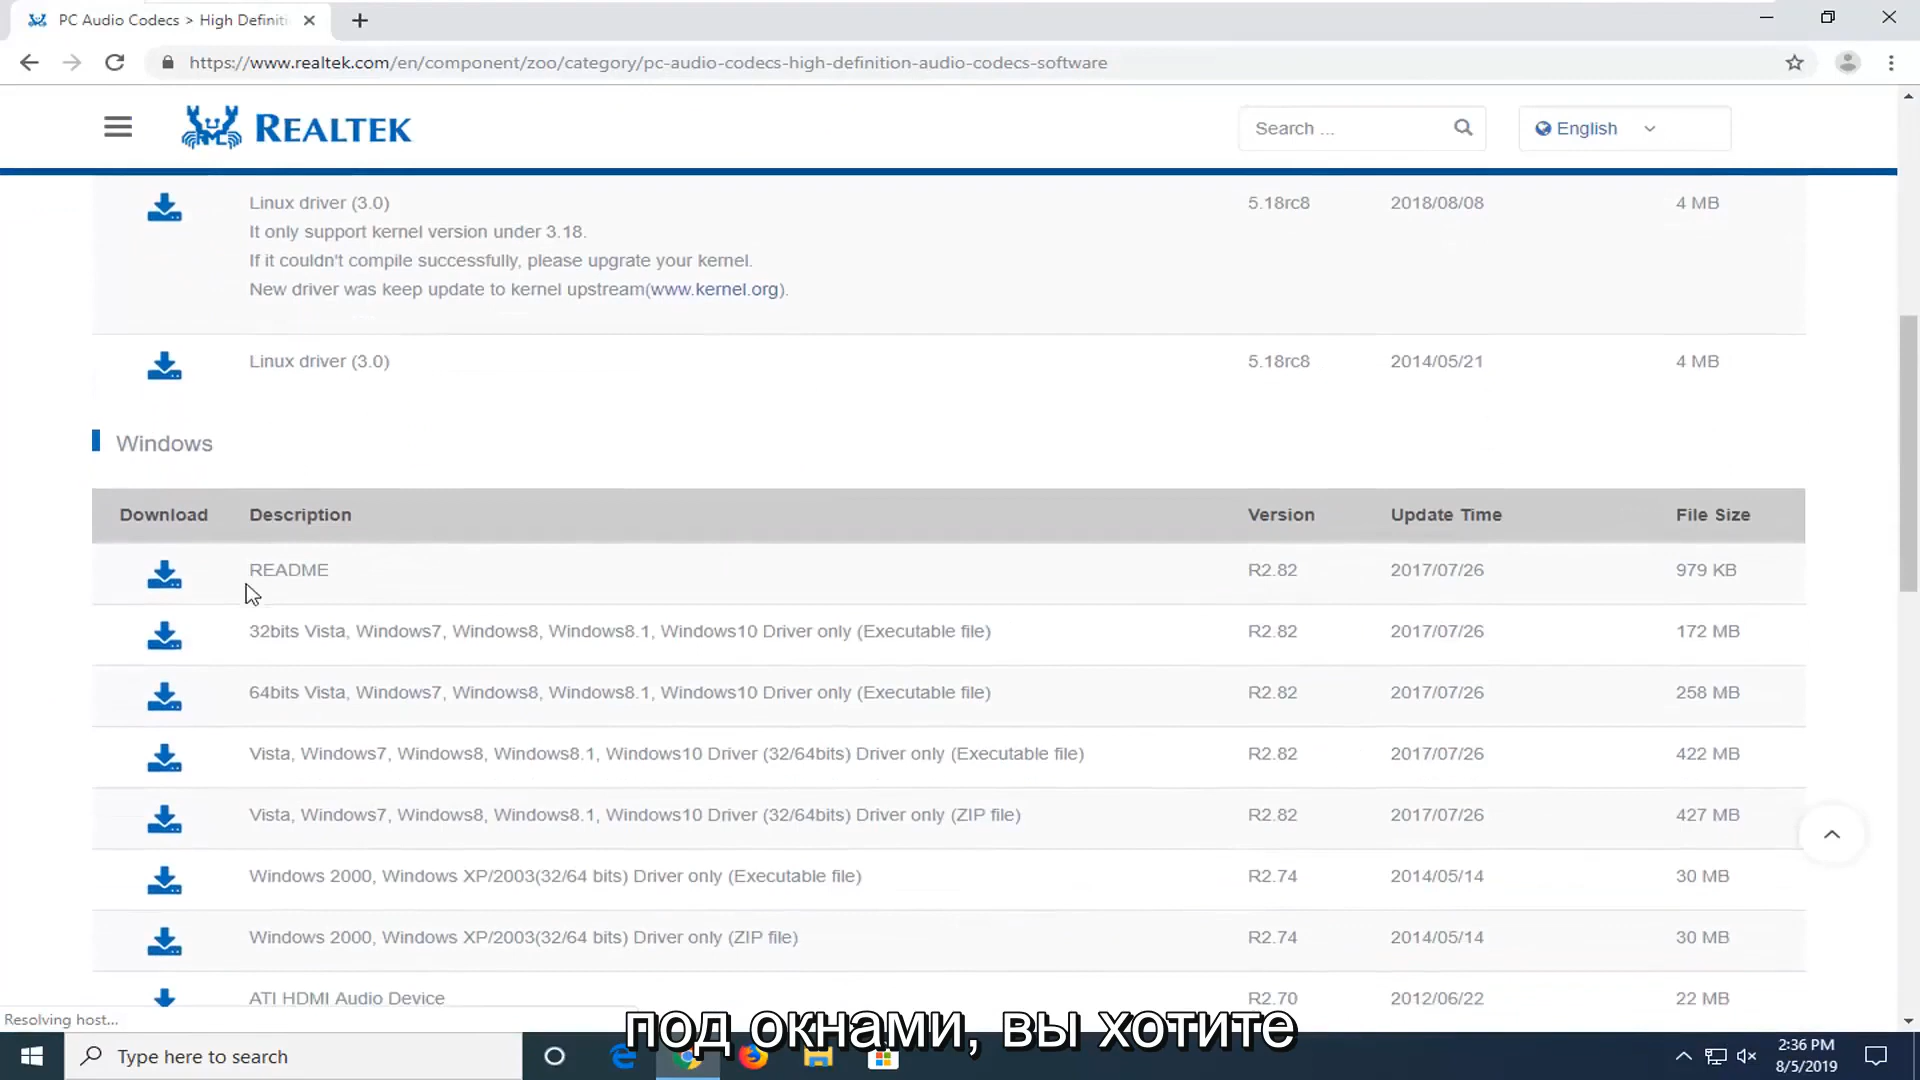 PC Audio Codecs > High Definiti
https://www.realtek.com/en/component/zoo/category/pc-audio-codecs-high-definition-audio-codecs-software
REALTEK
Search ...
English
Linux driver (3.0) 5.18rc8 2018/08/08 4 MB
It only support kernel version under 3.18.
If it couldn't compile successfully, please upgrate your kernel.
New driver was keep update to kernel upstream(www.kernel.org).
Linux driver (3.0) 5.18rc8 2014/05/21 4 MB
Windows
Download Description Version Update Time File Size
README R2.82 2017/07/26 979 KB
32bits Vista, Windows7, Windows8, Windows8.1, Windows10 Driver only (Executable file) R2.82 2017/07/26 172 MB
64bits Vista, Windows7, Windows8, Windows8.1, Windows10 Driver only (Executable file) R2.82 2017/07/26 258 MB
Vista, Windows7, Windows8, Windows8.1, Windows10 Driver (32/64bits) Driver only (Executable file) R2.82 2017/07/26 422 MB
Vista, Windows7, Windows8, Windows8.1, Windows10 Driver (32/64bits) Driver only (ZIP file) R2.82 2017/07/26 427 MB
Windows 2000, Windows XP/2003(32/64 bits) Driver only (Executable file) R2.74 2014/05/14 30 MB
Windows 2000, Windows XP/2003(32/64 bits) Driver only (ZIP file) R2.74 2014/05/14 30 MB
ATI HDMI Audio Device R2.70 2012/06/22 22 MB
Resolving host...
под окнами, вы хотите
Type here to search
2:36 PM
8/5/2019